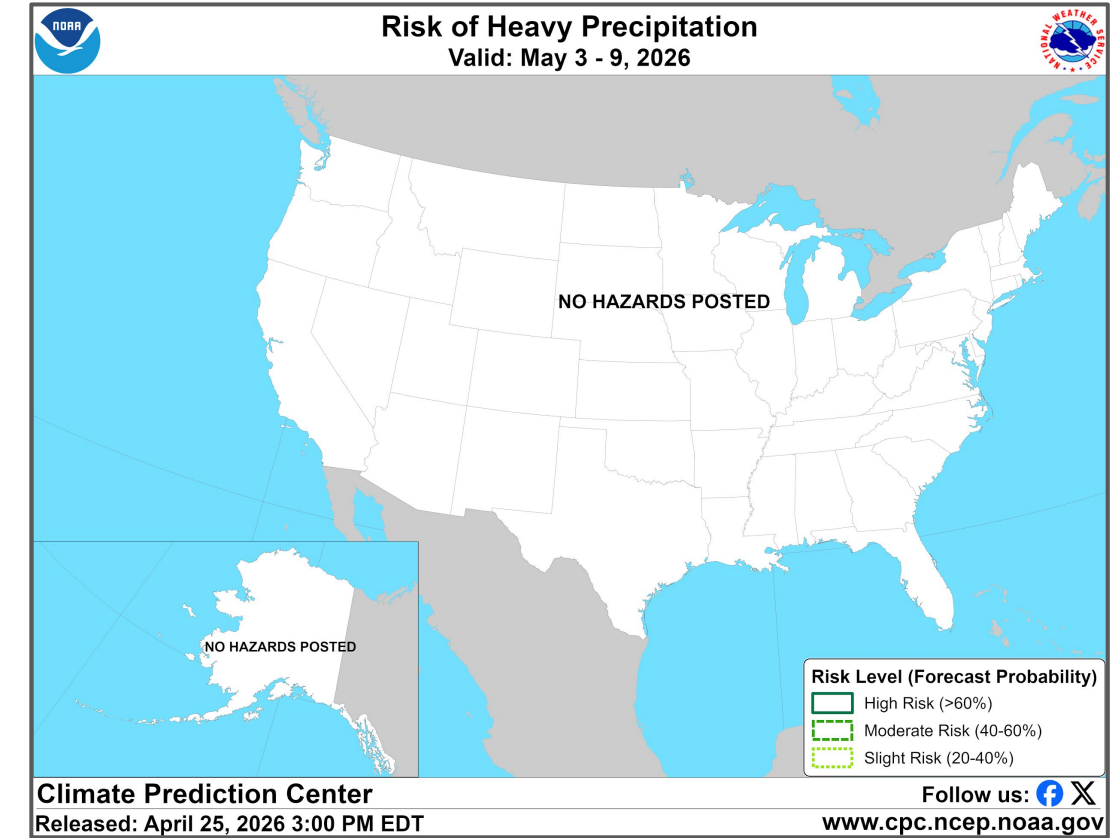 NOAA
Risk of Heavy Precipitation
Valid: May 3 - 9, 2026
NATIONAL WEATHER SERVICE
NO HAZARDS POSTED
NO HAZARDS POSTED
Risk Level (Forecast Probability)
High Risk (>60%)
Moderate Risk (40-60%)
Slight Risk (20-40%)
Climate Prediction Center
Follow us:
Released: April 25, 2026 3:00 PM EDT
www.cpc.ncep.noaa.gov